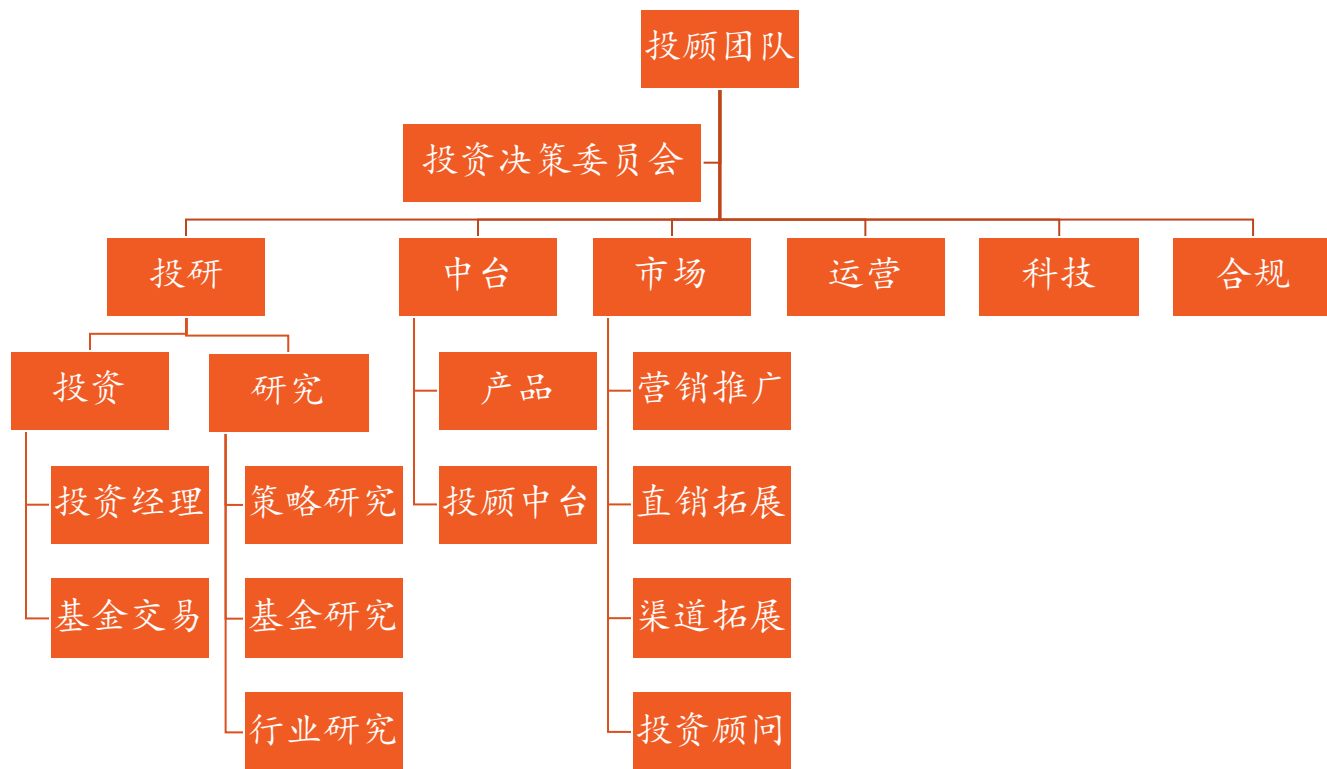 投顾团队
投资决策委员会
投研
中台
市场
运营
科技
合规
投资
研究
产品
营销推广
投资经理
策略研究
投顾中台
直销拓展
基金交易
基金研究
渠道拓展
行业研究
投资顾问